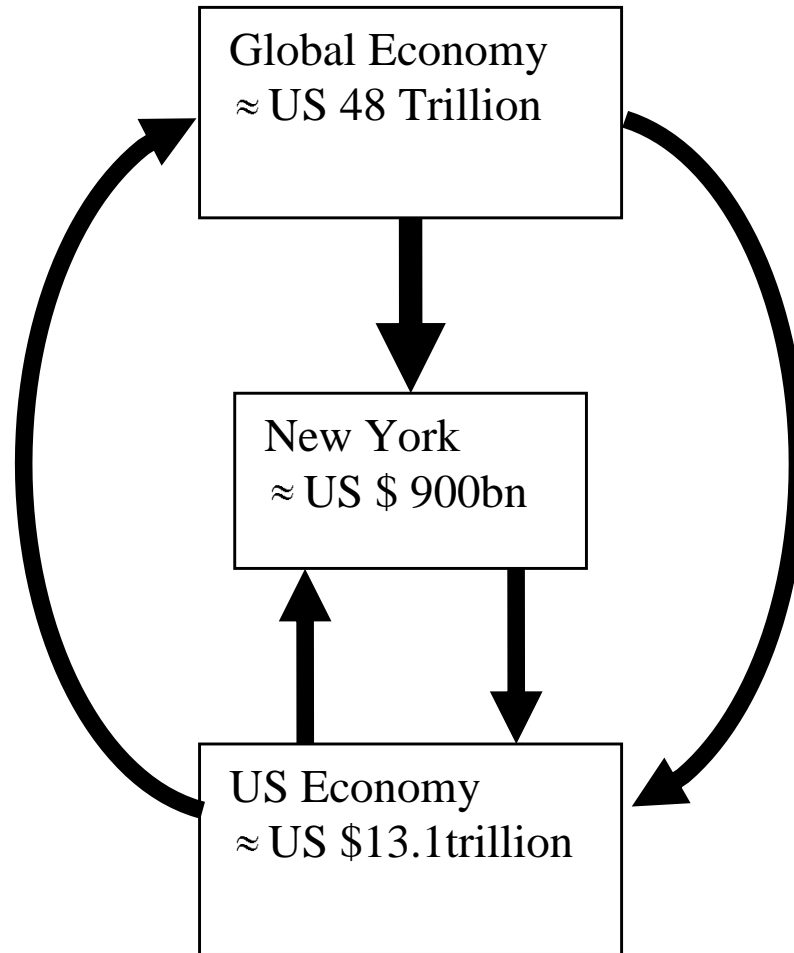 Global Economy
≈ US 48 Trillion
New York
≈ US $ 900bn
US Economy
≈ US $13.1trillion